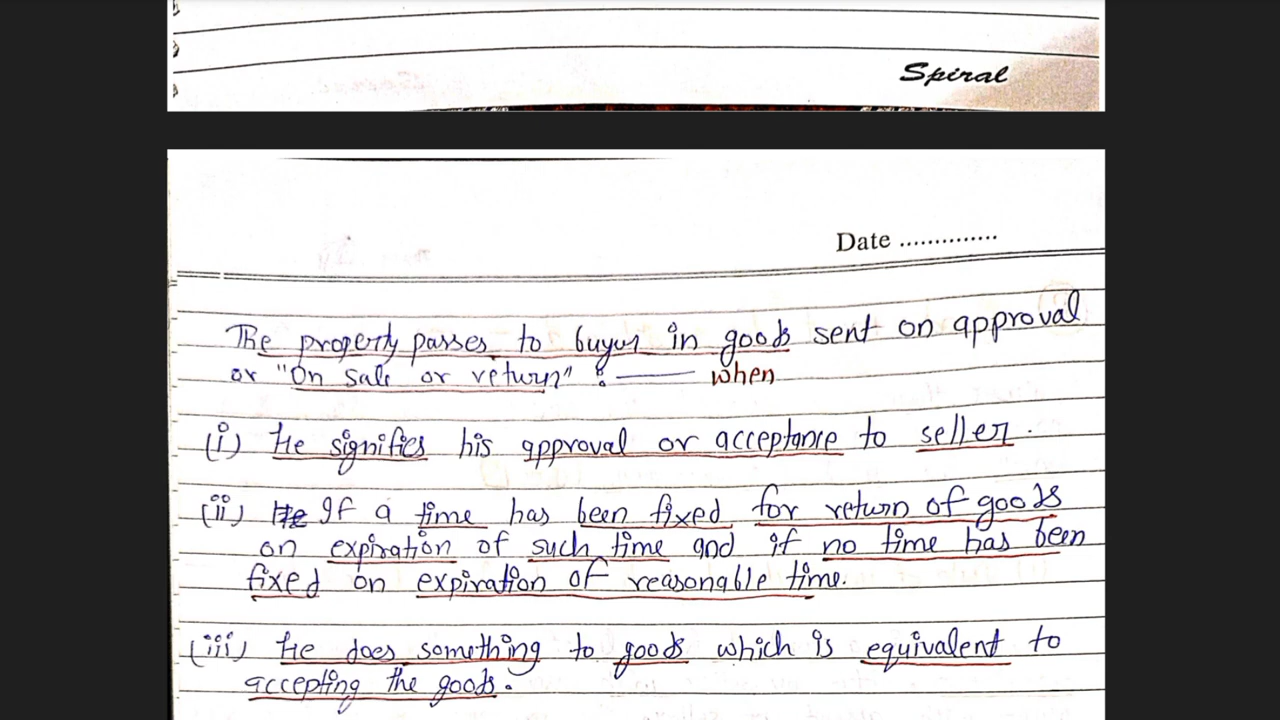 Spiral
Date ..............
The property passes to buyer in goods sent on approval
or "On sale or return" : —— when
(i) He signifies his approval or acceptance to seller.
(ii) If a time has been fixed for return of goods
on expiration of such time and if no time has been
fixed on expiration of reasonable time.
(iii) He does something to goods which is equivalent to
accepting the goods.